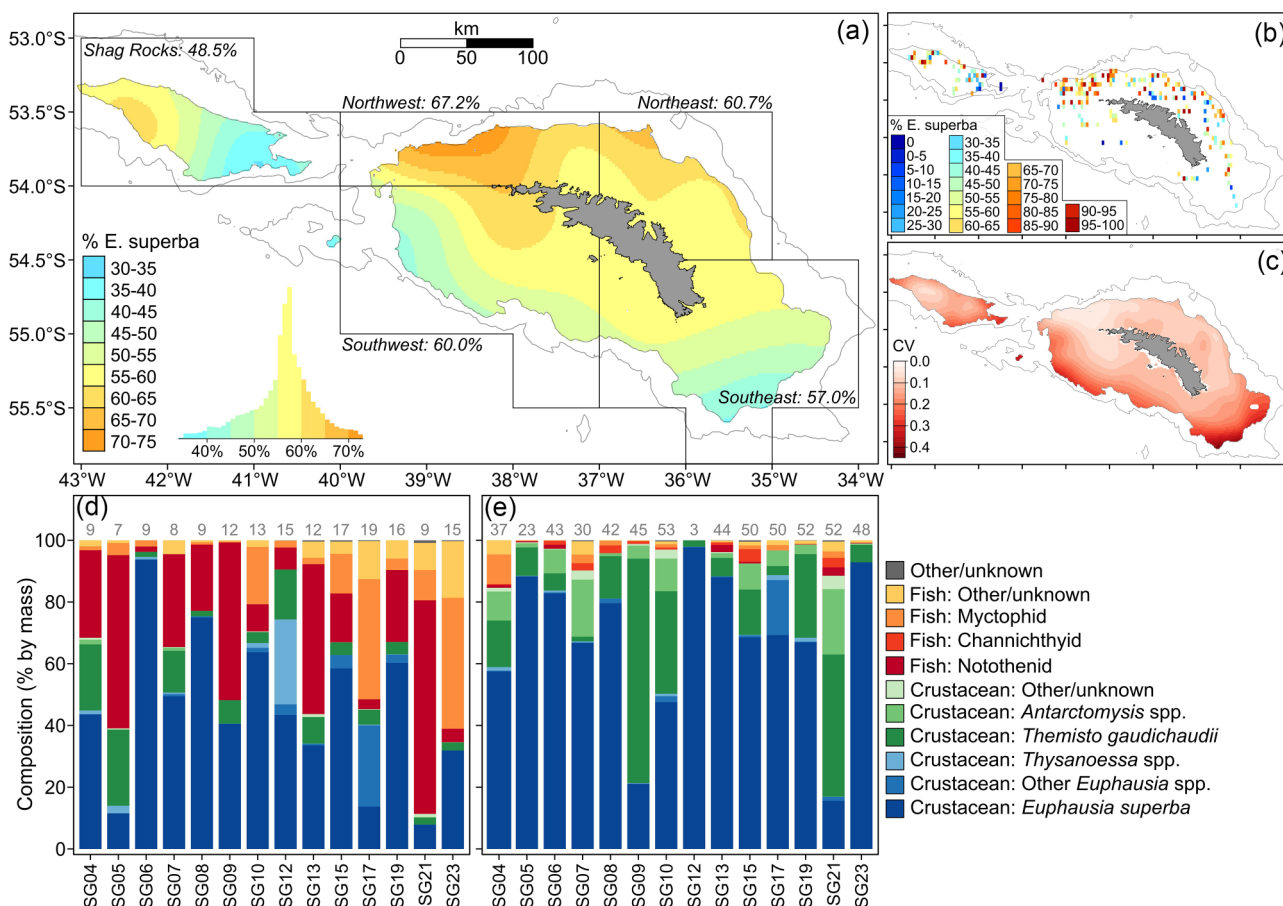 (a)
km
0 50 100
53.0°S
53.5°S
54.0°S
54.5°S
55.0°S
55.5°S
Shag Rocks: 48.5%
Northwest: 67.2%
Northeast: 60.7%
Southwest: 60.0%
Southeast: 57.0%
% E. superba
30-35
35-40
40-45
45-50
50-55
55-60
60-65
65-70
70-75
40% 50% 60% 70%
43°W 42°W 41°W 40°W 39°W 38°W 37°W 36°W 35°W 34°W
(b)
% E. superba
0
0-5
5-10
10-15
15-20
20-25
25-30
30-35
35-40
40-45
45-50
50-55
55-60
60-65
65-70
70-75
75-80
80-85
85-90
90-95
95-100
(c)
CV
0.0
0.1
0.2
0.3
0.4
(d)
9 7 9 8 9 12 13 15 12 17 19 16 9 15
Composition (% by mass)
100
80
60
40
20
0
SG04 SG05 SG06 SG07 SG08 SG09 SG10 SG12 SG13 SG15 SG17 SG19 SG21 SG23
(e)
37 23 43 30 42 45 53 3 44 50 50 52 52 48
SG04 SG05 SG06 SG07 SG08 SG09 SG10 SG12 SG13 SG15 SG17 SG19 SG21 SG23
Other/unknown
Fish: Other/unknown
Fish: Myctophid
Fish: Channichthyid
Fish: Notothenid
Crustacean: Other/unknown
Crustacean: Antarctomysis spp.
Crustacean: Themisto gaudichaudii
Crustacean: Thysanoessa spp.
Crustacean: Other Euphausia spp.
Crustacean: Euphausia superba